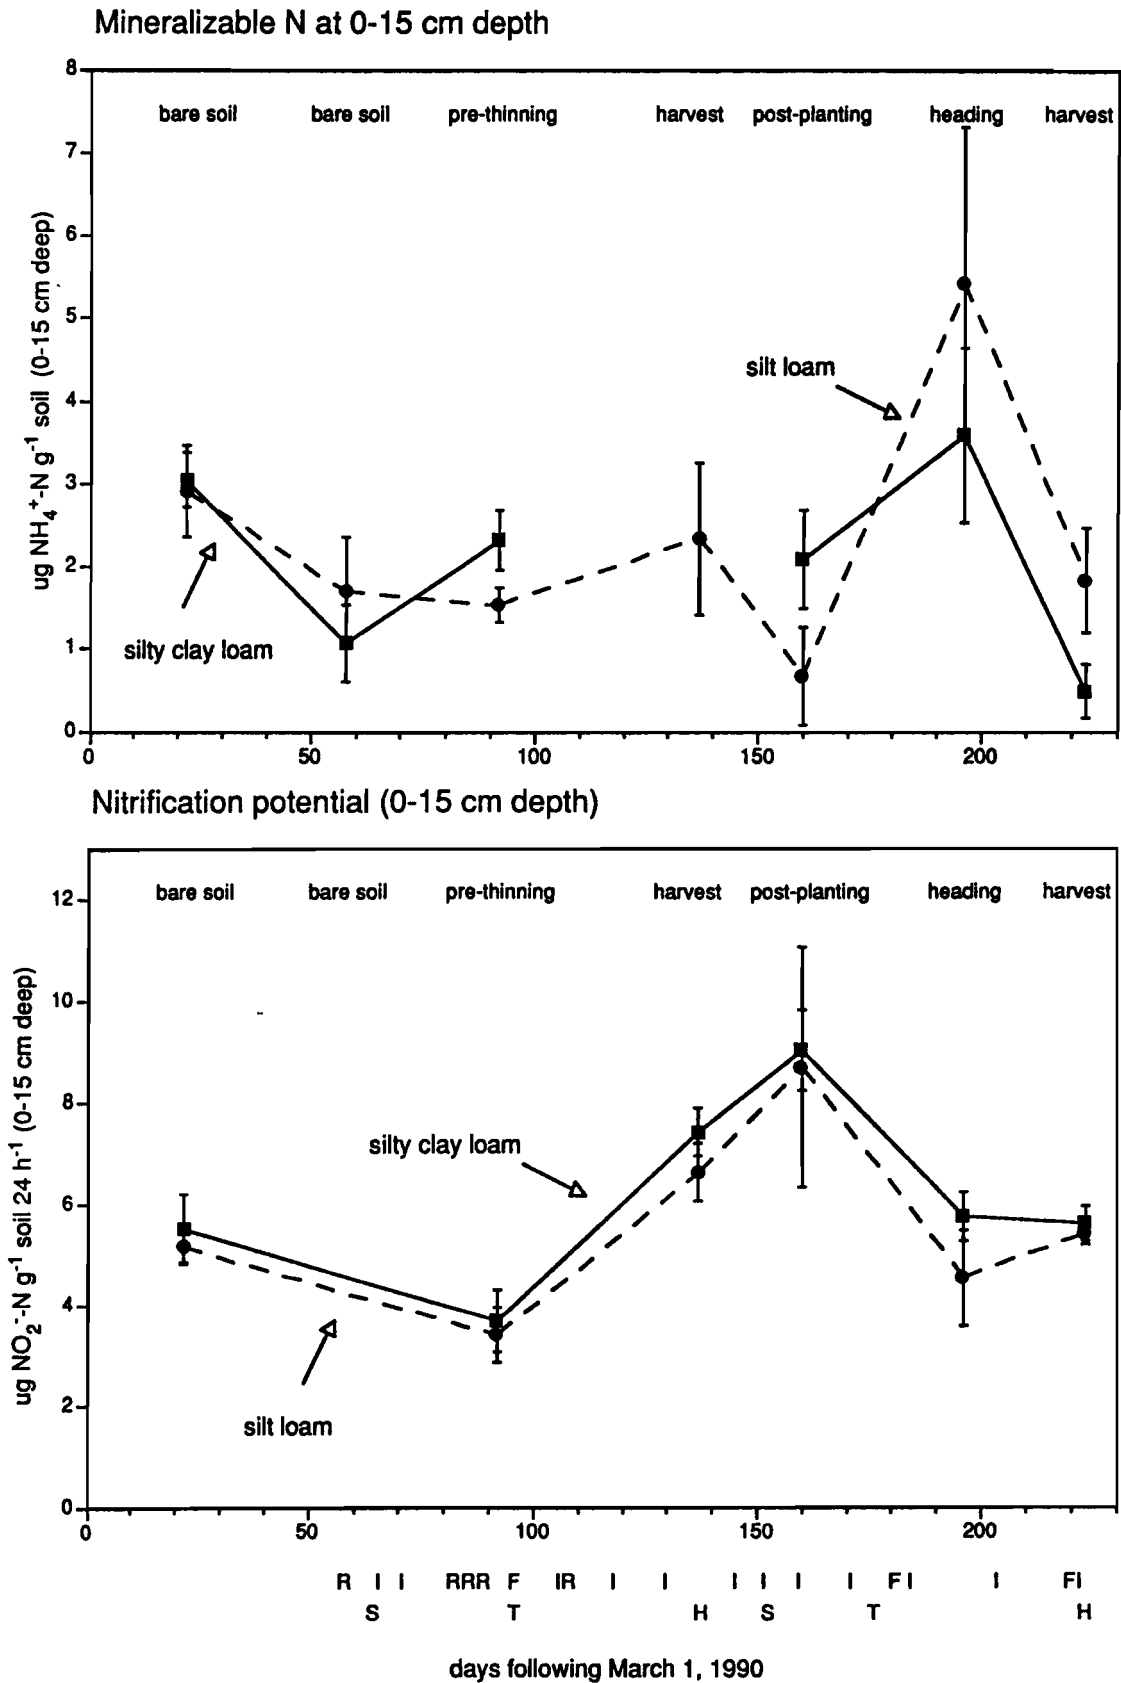 Mineralizable N at 0-15 cm depth
8
bare soil bare soil pre-thinning harvest post-planting heading harvest
7
6
5
4
3
2
1
0
ug NH4+-N g-1 soil (0-15 cm deep)
silt loam
silty clay loam
0 50 100 150 200
Nitrification potential (0-15 cm depth)
bare soil bare soil pre-thinning harvest post-planting heading harvest
12
10
8
6
4
2
0
ug NO2--N g-1 soil 24 h-1 (0-15 cm deep)
silty clay loam
silt loam
0 50 100 150 200
R I I RRR F IR I I I I I I FI I FI
S T H S T H
days following March 1, 1990